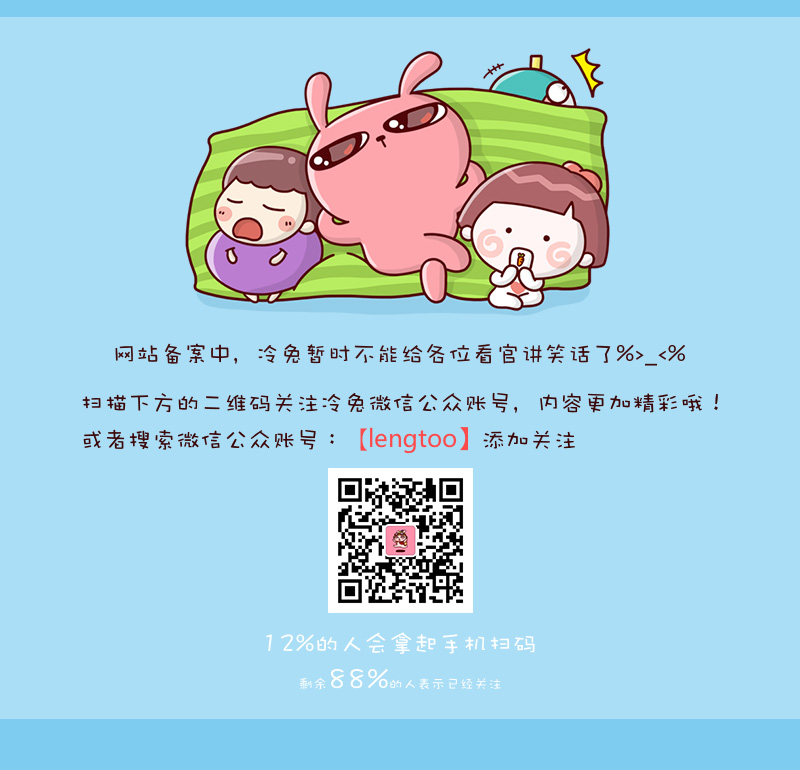 网站备案中，冷兔暂时不能给各位看官讲笑话了%>_<%
扫描下方的二维码关注冷兔微信公众账号，内容更加精彩哦！
或者搜索微信公众账号：【lengtoo】添加关注
12%的人会拿起手机扫码
剩余88%的人表示已经关注